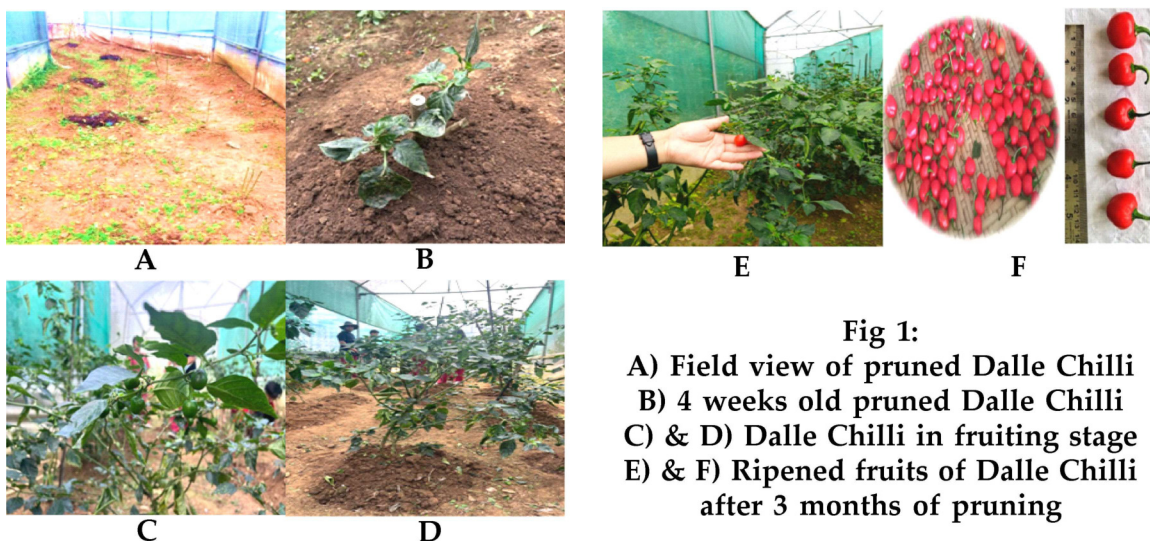 A
B
E
F
C
D
Fig 1:
A) Field view of pruned Dalle Chilli
B) 4 weeks old pruned Dalle Chilli
C) & D) Dalle Chilli in fruiting stage
E) & F) Ripened fruits of Dalle Chilli
after 3 months of pruning